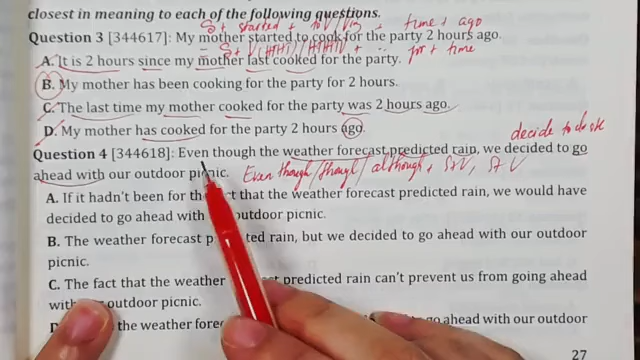 closest in meaning to each of the following questions.
S + started + to V / Ving + time + ago
Question 3 [344617]: My mother started to cook for the party 2 hours ago.
for + time
A. It is 2 hours since my mother last cooked for the party.
B. My mother has been cooking for the party for 2 hours.
C. The last time my mother cooked for the party was 2 hours ago.
D. My mother has cooked for the party 2 hours ago.
decide to do sth
Question 4 [344618]: Even though the weather forecast predicted rain, we decided to go
ahead with our outdoor picnic.
Even though / though / although + S + V, S + V
A. If it hadn't been for the that the weather forecast predicted rain, we would have
decided to go ahead with outdoor picnic.
B. The weather forecast predicted rain, but we decided to go ahead with our outdoor
picnic.
C. The fact that the weather predicted rain can't prevent us from going ahead
with outdoor picnic.
the weather go ahead with our outdoor
27